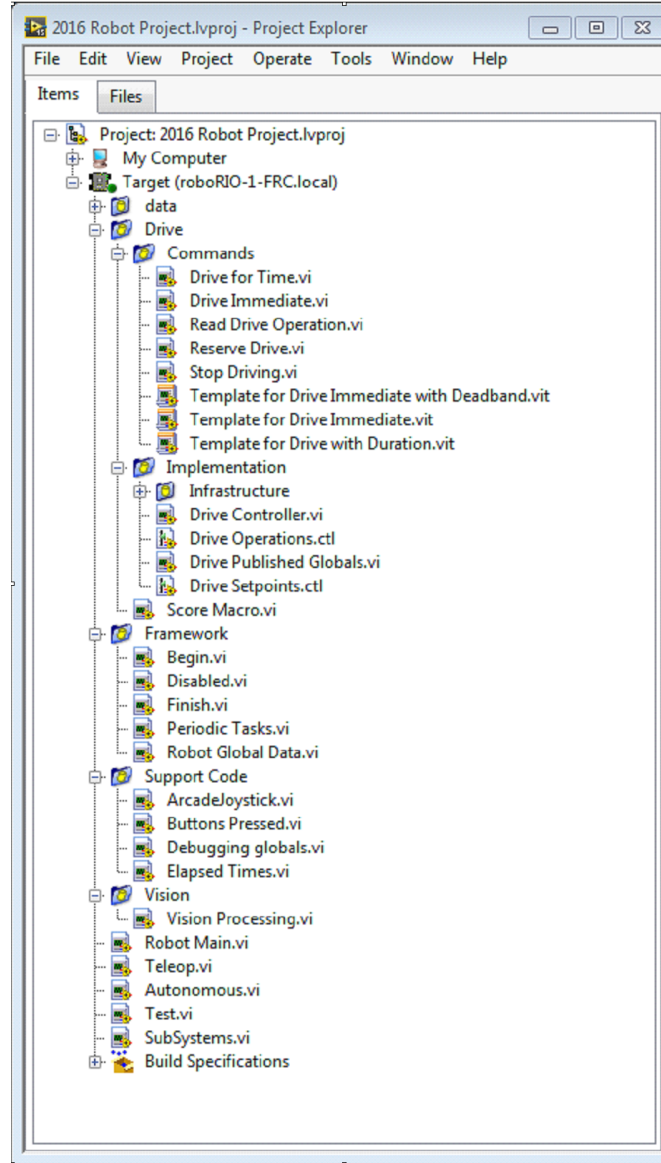 2016 Robot Project.lvproj - Project Explorer
File Edit View Project Operate Tools Window Help
Items Files
Project: 2016 Robot Project.lvproj
My Computer
Target (roboRIO-1-FRC.local)
data
Drive
Commands
Drive for Time.vi
Drive Immediate.vi
Read Drive Operation.vi
Reserve Drive.vi
Stop Driving.vi
Template for Drive Immediate with Deadband.vit
Template for Drive Immediate.vit
Template for Drive with Duration.vit
Implementation
Infrastructure
Drive Controller.vi
Drive Operations.ctl
Drive Published Globals.vi
Drive Setpoints.ctl
Score Macro.vi
Framework
Begin.vi
Disabled.vi
Finish.vi
Periodic Tasks.vi
Robot Global Data.vi
Support Code
ArcadeJoystick.vi
Buttons Pressed.vi
Debugging globals.vi
Elapsed Times.vi
Vision
Vision Processing.vi
Robot Main.vi
Teleop.vi
Autonomous.vi
Test.vi
SubSystems.vi
Build Specifications